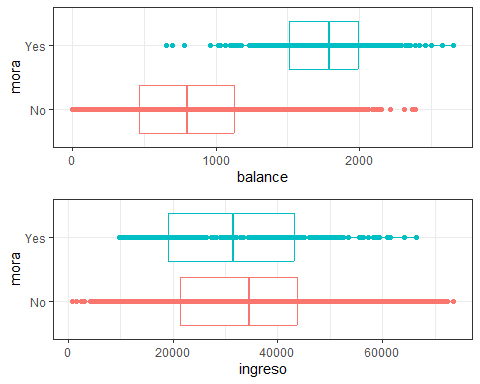 mora
Yes
No
0 1000 2000
balance
mora
Yes
No
0 20000 40000 60000
ingreso